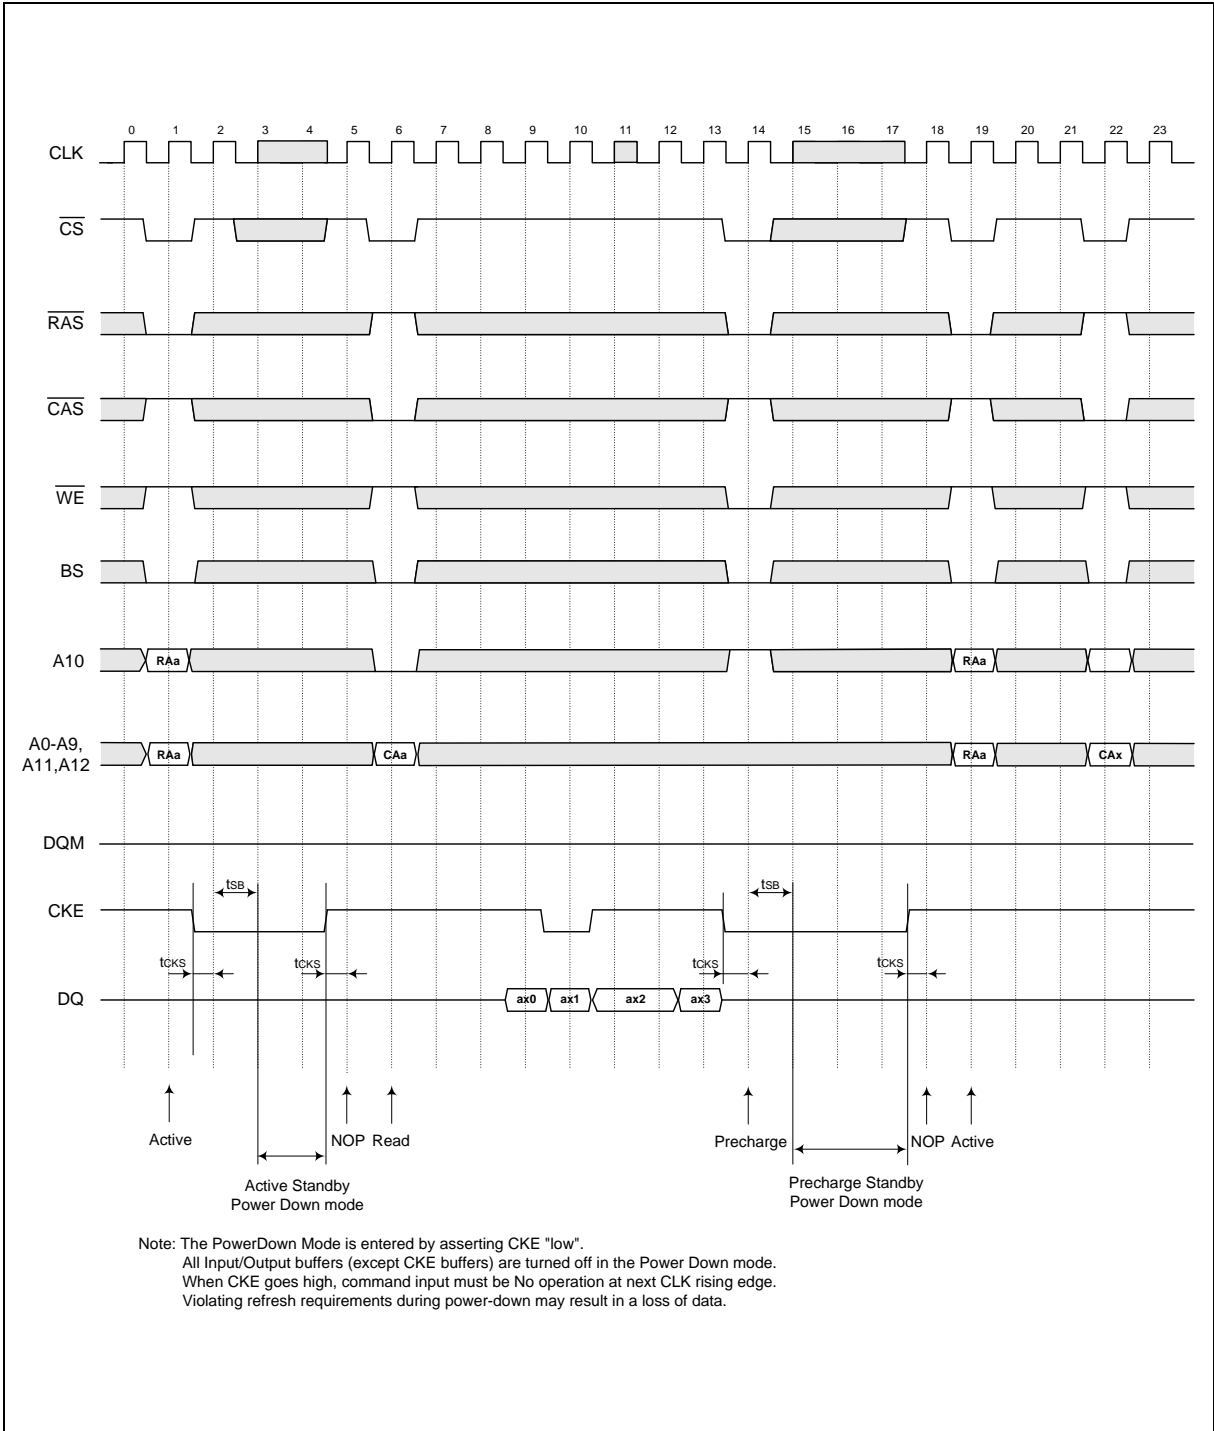 0 1 2 3 4 5 6 7 8 9 10 11 12 13 14 15 16 17 18 19 20 21 22 23
CLK
CS
RAS
CAS
WE
BS
A10 RAa RAa
A0-A9,
A11,A12 RAa CAa RAa CAx
DQM
tSB tSB
CKE
tCKS tCKS tCKS tCKS
DQ ax0 ax1 ax2 ax3
Active NOP Read Precharge NOP Active
Active Standby
Power Down mode
Precharge Standby
Power Down mode
Note: The PowerDown Mode is entered by asserting CKE "low".
All Input/Output buffers (except CKE buffers) are turned off in the Power Down mode.
When CKE goes high, command input must be No operation at next CLK rising edge.
Violating refresh requirements during power-down may result in a loss of data.